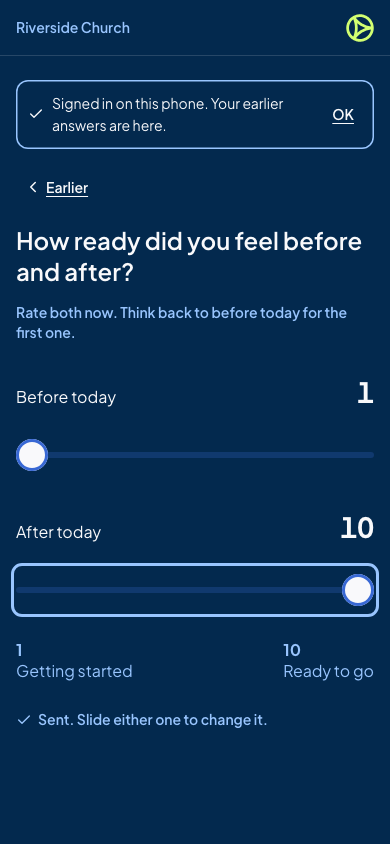 Riverside Church
Signed in on this phone. Your earlier
answers are here.
OK
Earlier
How ready did you feel before
and after?
Rate both now. Think back to before today for the
first one.
Before today
1
After today
10
1
10
Getting started
Ready to go
Sent. Slide either one to change it.